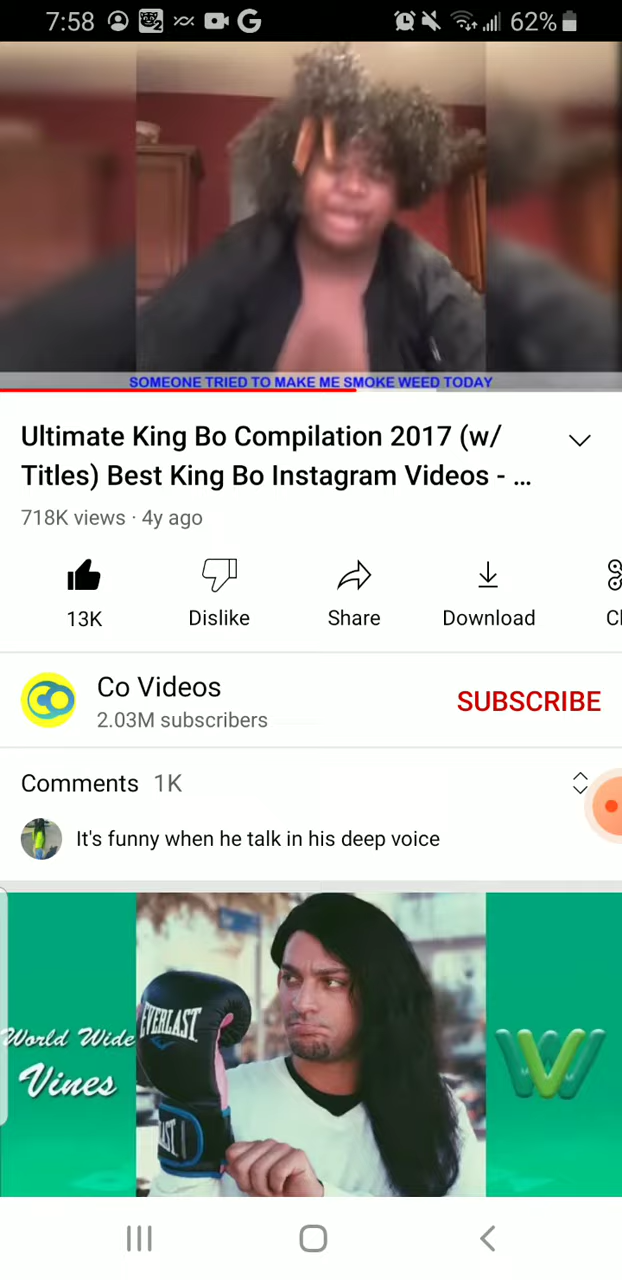 7:58
62%
SOMEONE TRIED TO MAKE ME SMOKE WEED TODAY
Ultimate King Bo Compilation 2017 (w/
Titles) Best King Bo Instagram Videos - ...
718K views · 4y ago
13K
Dislike
Share
Download
Cl
Co Videos
2.03M subscribers
SUBSCRIBE
Comments 1K
It's funny when he talk in his deep voice
EVERLAST
World Wide
Vines
W